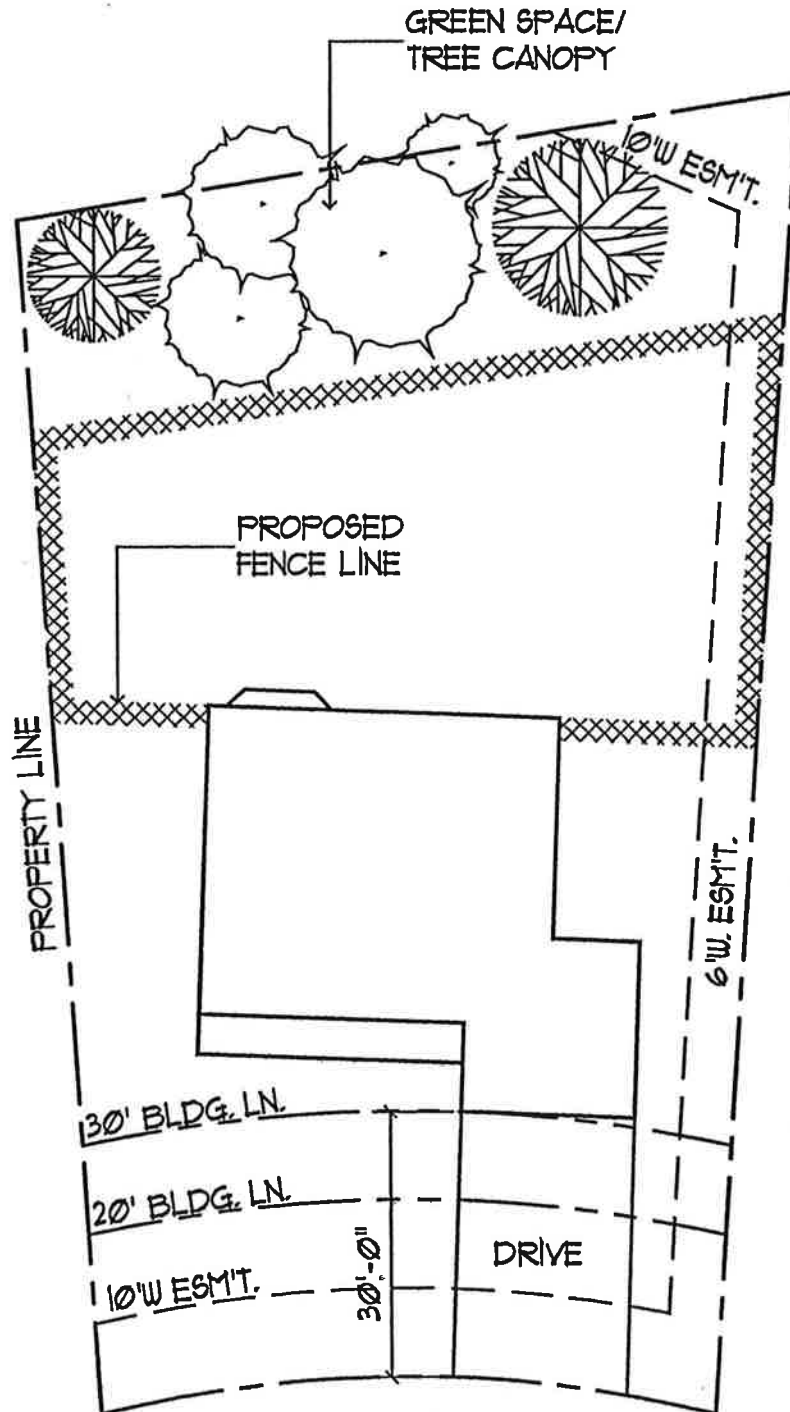 GREEN SPACE/
TREE CANOPY
10'W ESM'T.
PROPOSED
FENCE LINE
PROPERTY LINE
6'W. ESM'T.
30' BLDG. LN.
20' BLDG. LN.
10'W ESM'T.
30'-0"
DRIVE